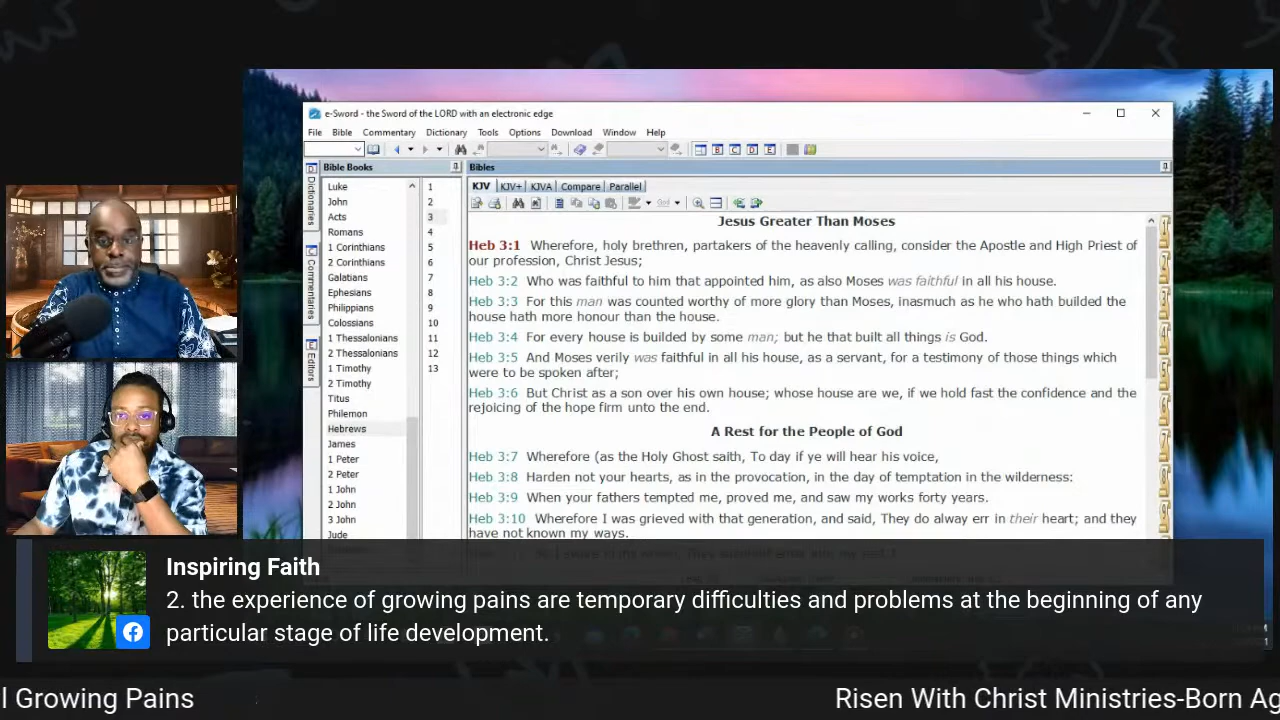 e-Sword - the Sword of the LORD with an electronic edge
File Bible Commentary Dictionary Tools Options Download Window Help
B C D E
Bible Books
Bibles
Dictionaries
Commentaries
Editors
Luke
John
Acts
Romans
1 Corinthians
2 Corinthians
Galatians
Ephesians
Philippians
Colossians
1 Thessalonians
2 Thessalonians
1 Timothy
2 Timothy
Titus
Philemon
Hebrews
James
1 Peter
2 Peter
1 John
2 John
3 John
Jude
1
2
3
4
5
6
7
8
9
10
11
12
13
KJV KJV+ KJVA Compare Parallel
Jesus Greater Than Moses
Heb 3:1 Wherefore, holy brethren, partakers of the heavenly calling, consider the Apostle and High Priest of
our profession, Christ Jesus;
Heb 3:2 Who was faithful to him that appointed him, as also Moses was faithful in all his house.
Heb 3:3 For this man was counted worthy of more glory than Moses, inasmuch as he who hath builded the
house hath more honour than the house.
Heb 3:4 For every house is builded by some man; but he that built all things is God.
Heb 3:5 And Moses verily was faithful in all his house, as a servant, for a testimony of those things which
were to be spoken after;
Heb 3:6 But Christ as a son over his own house; whose house are we, if we hold fast the confidence and the
rejoicing of the hope firm unto the end.
A Rest for the People of God
Heb 3:7 Wherefore (as the Holy Ghost saith, To day if ye will hear his voice,
Heb 3:8 Harden not your hearts, as in the provocation, in the day of temptation in the wilderness:
Heb 3:9 When your fathers tempted me, proved me, and saw my works forty years.
Heb 3:10 Wherefore I was grieved with that generation, and said, They do alway err in their heart; and they
have not known my ways.
Inspiring Faith
2. the experience of growing pains are temporary difficulties and problems at the beginning of any
particular stage of life development.
l Growing Pains
Risen With Christ Ministries-Born Ag